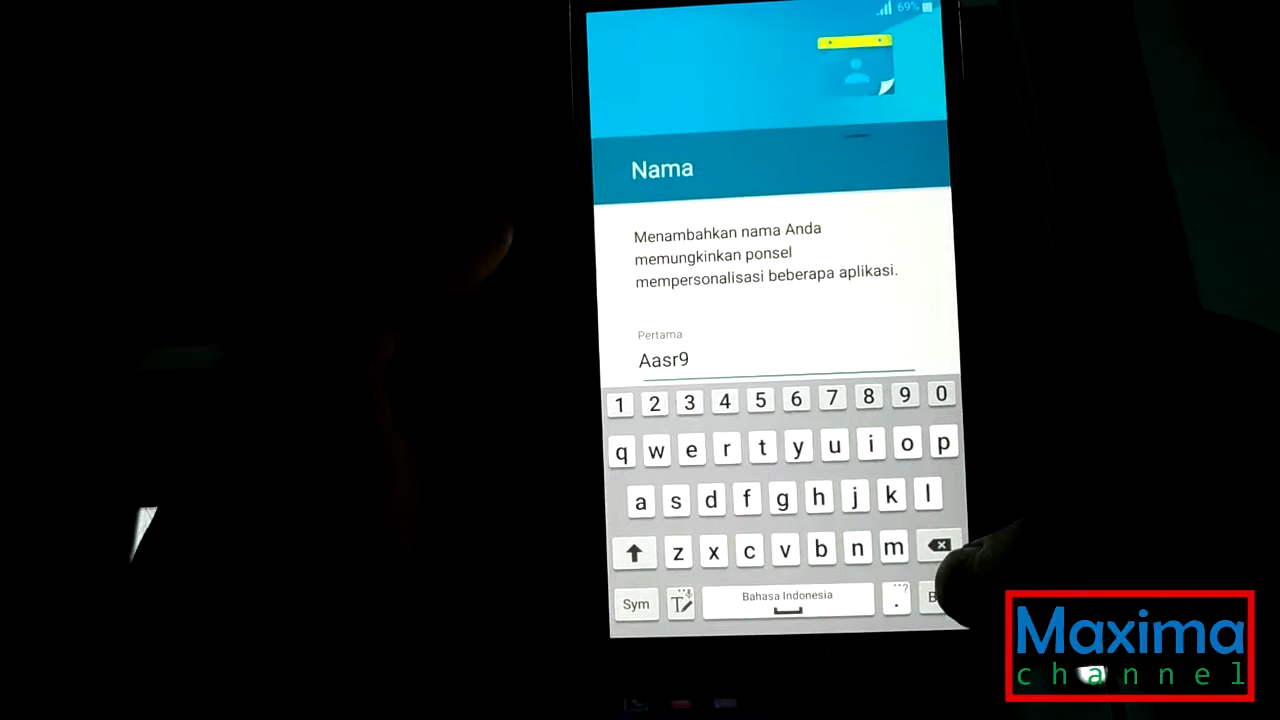 69%
Nama
Menambahkan nama Anda
memungkinkan ponsel
mempersonalisasi beberapa aplikasi.
Pertama
Aasr9
1 2 3 4 5 6 7 8 9 0
q w e r t y u i o p
a s d f g h j k l
z x c v b n m
Sym Bahasa Indonesia . ?
Maxima
channel